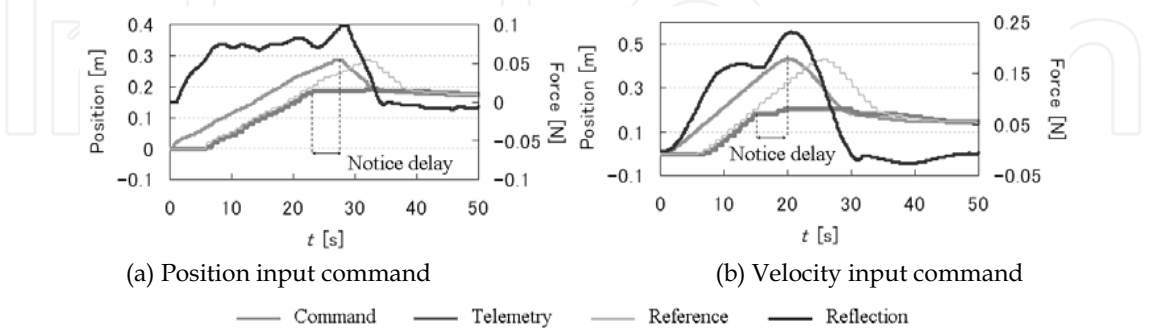 0.4
0.3
0.2
0.1
0
−0.1
Position [m]
0.1
0.05
0
−0.05
−0.1
Force [N]
Notice delay
0 10 20 30 40 50
t [s]
(a) Position input command
0.5
0.3
0.1
−0.1
Position [m]
0.25
0.15
0.05
−0.05
Force [N]
Notice delay
0 10 20 30 40 50
t [s]
(b) Velocity input command
Command Telemetry Reference Reflection